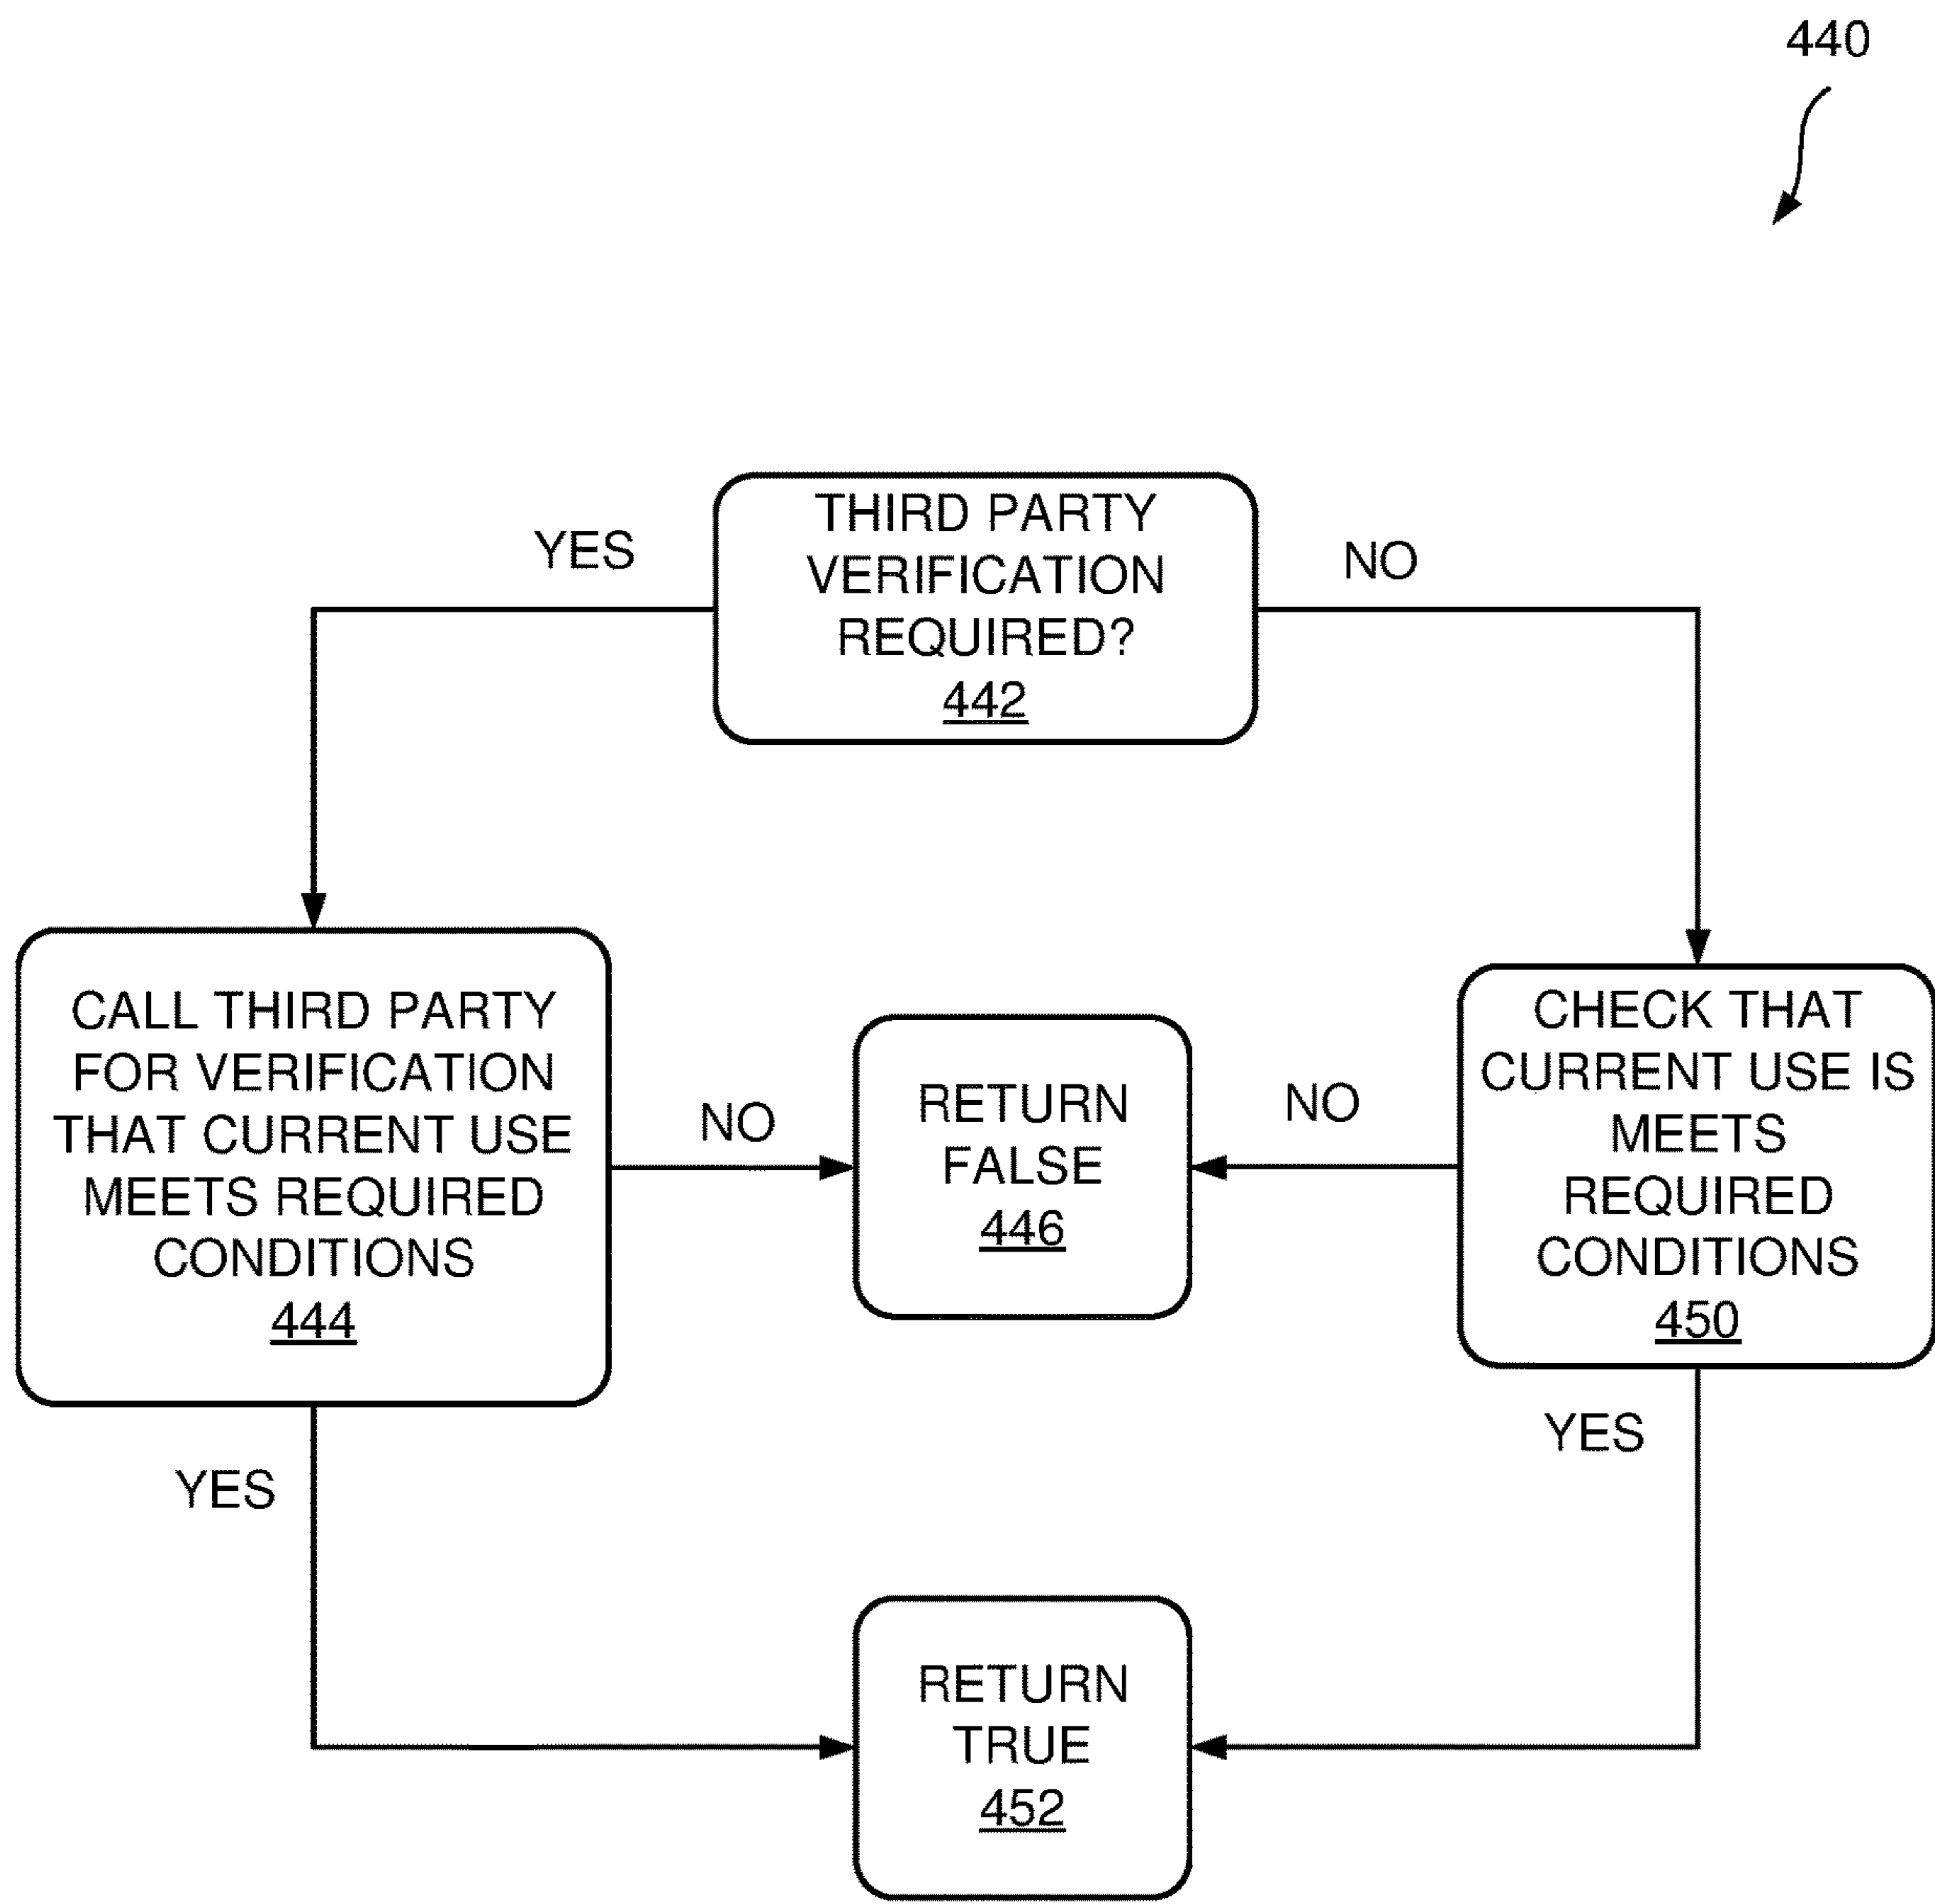 440
THIRD PARTY
VERIFICATION
REQUIRED?
442
YES
NO
CALL THIRD PARTY
FOR VERIFICATION
THAT CURRENT USE
MEETS REQUIRED
CONDITIONS
444
NO
RETURN
FALSE
446
NO
CHECK THAT
CURRENT USE IS
MEETS
REQUIRED
CONDITIONS
450
YES
YES
RETURN
TRUE
452